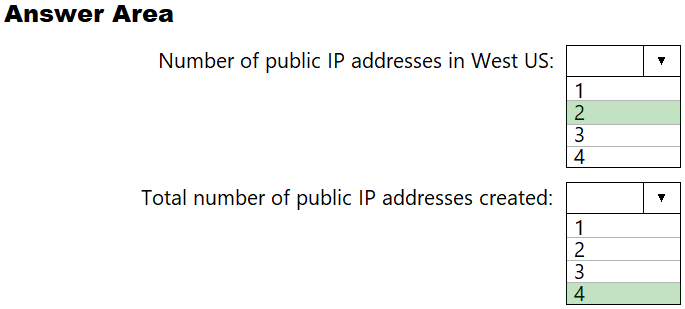 Answer Area
Number of public IP addresses in West US:
1
2
3
4
Total number of public IP addresses created:
1
2
3
4